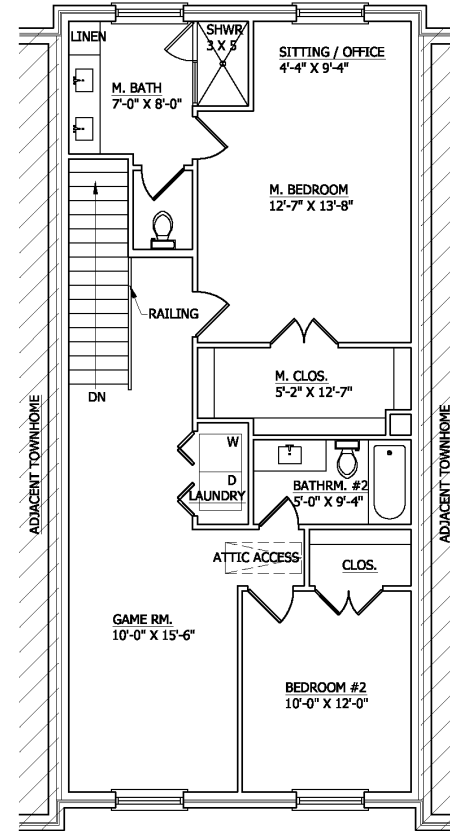 LINEN
SHWR
3 X 5
SITTING / OFFICE
4'-4" X 9'-4"
M. BATH
7'-0" X 8'-0"
M. BEDROOM
12'-7" X 13'-8"
RAILING
DN
M. CLOS.
5'-2" X 12'-7"
ADJACENT TOWNHOME
ADJACENT TOWNHOME
W
D
LAUNDRY
BATHRM. #2
5'-0" X 9'-4"
ATTIC ACCESS
CLOS.
GAME RM.
10'-0" X 15'-6"
BEDROOM #2
10'-0" X 12'-0"